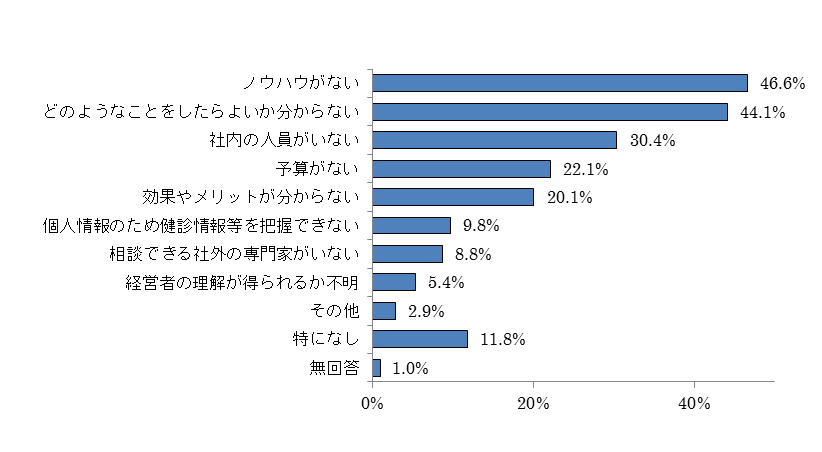 ノウハウがない 46.6%
どのようなことをしたらよいか分からない 44.1%
社内の人員がいない 30.4%
予算がない 22.1%
効果やメリットが分からない 20.1%
個人情報のため健診情報等を把握できない 9.8%
相談できる社外の専門家がいない 8.8%
経営者の理解が得られるか不明 5.4%
その他 2.9%
特になし 11.8%
無回答 1.0%
0% 20% 40%